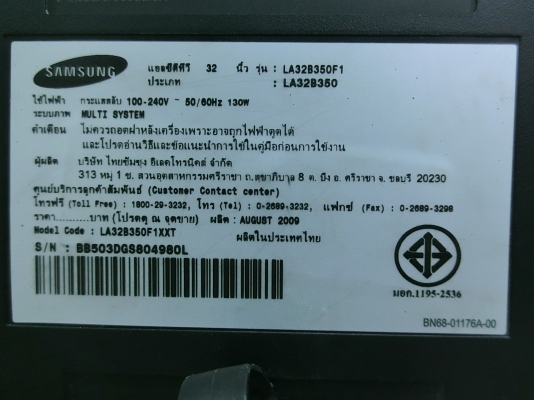 SAMSUNG
แอลซีดีทีวี 32 นิ้ว รุ่น : LA32B350F1
ประเภท : LA32B350
ใช้ไฟฟ้า กระแสสลับ 100-240V ~ 50/60Hz 130W
ระบบภาพ MULTI SYSTEM
คำเตือน ไม่ควรถอดฝาหลังเครื่องเพราะอาจถูกไฟฟ้าดูดได้
และโปรดอ่านวิธีและข้อแนะนำการใช้ในคู่มือก่อนการใช้งาน
ผู้ผลิต บริษัท ไทยซัมซุง อิเลคโทรนิคส์ จำกัด
313 หมู่ 1 ซ. สวนอุตสาหกรรมศรีราชา ถ.สุขาภิบาล 8 ต. บึง อ. ศรีราชา จ. ชลบุรี 20230
ศูนย์บริการลูกค้าสัมพันธ์ (Customer Contact center)
โทรฟรี (Toll Free) : 1800-29-3232, โทร (Tel) : 0-2689-3232, แฟกซ์ (Fax) : 0-2689-3298
ราคา..........บาท (โปรดดู ณ จุดขาย) ผลิต : AUGUST 2009
Model Code : LA32B350F1XXT ผลิตในประเทศไทย
S/N : BB503DGS804980L
มอก.1195-2536
BN68-01176A-00